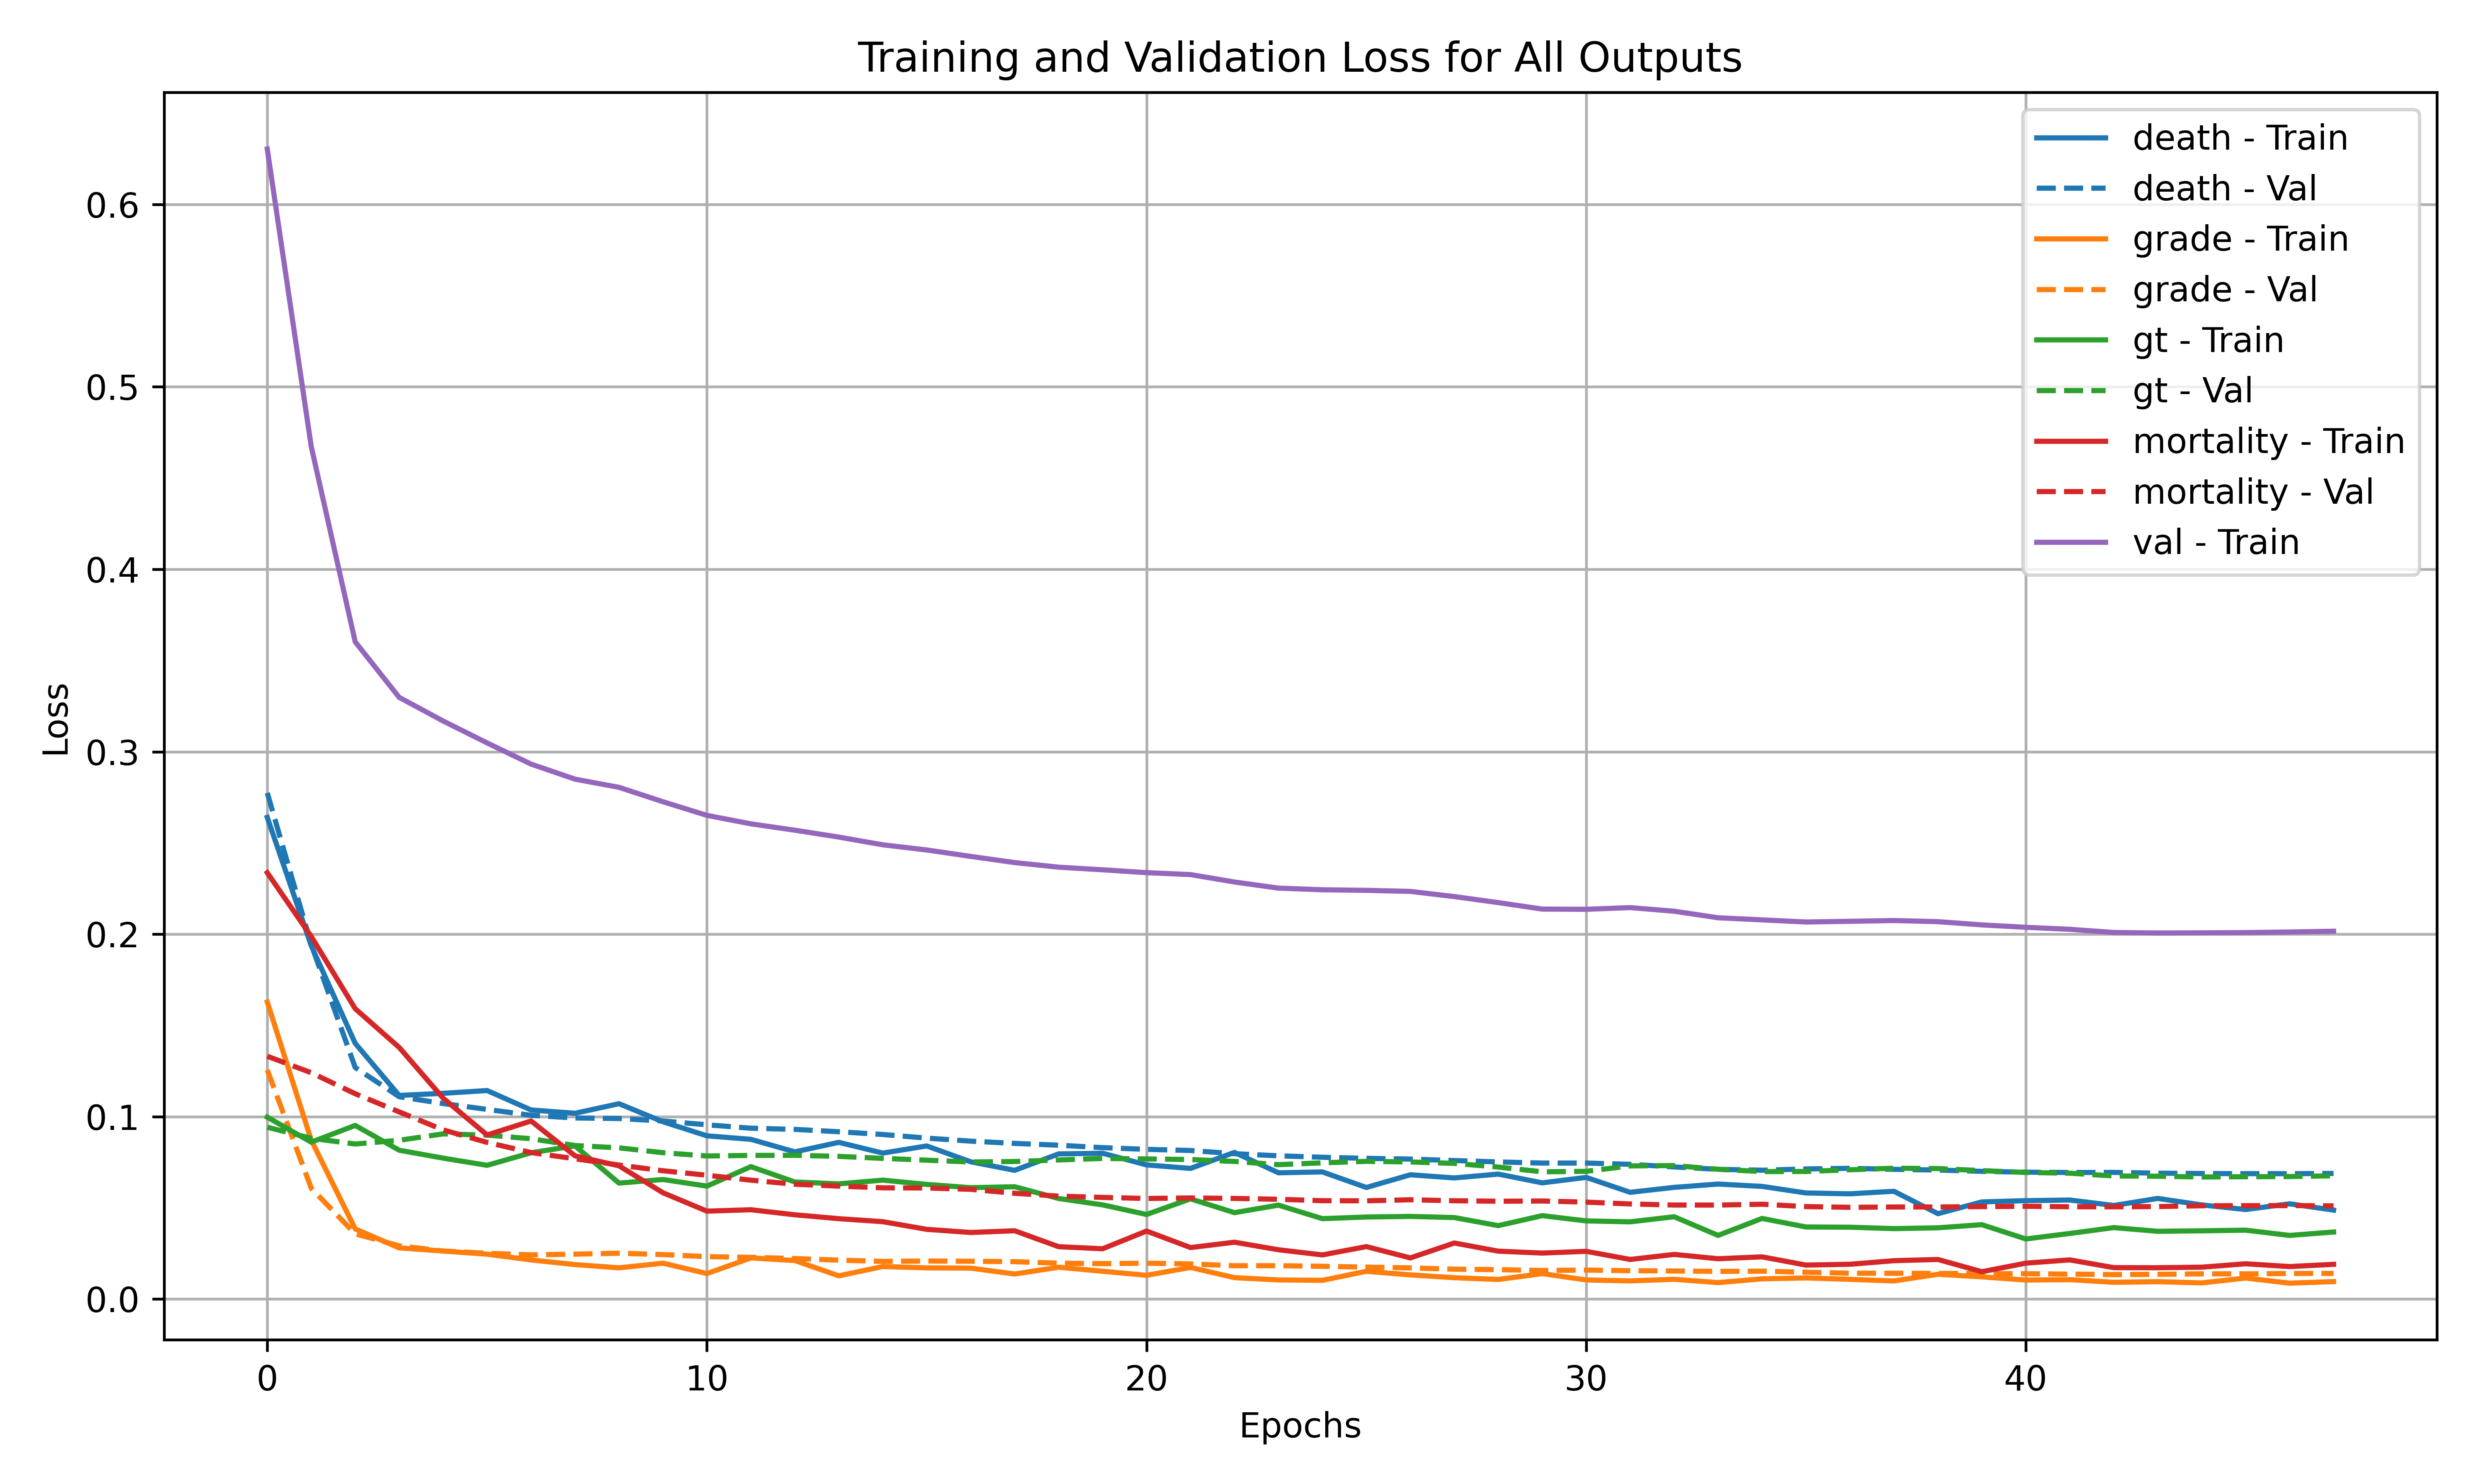 Training and Validation Loss for All Outputs
death - Train
death - Val
grade - Train
grade - Val
gt - Train
gt - Val
mortality - Train
mortality - Val
val - Train
0.6
0.5
0.4
0.3
0.2
0.1
0.0
Loss
0 10 20 30 40
Epochs